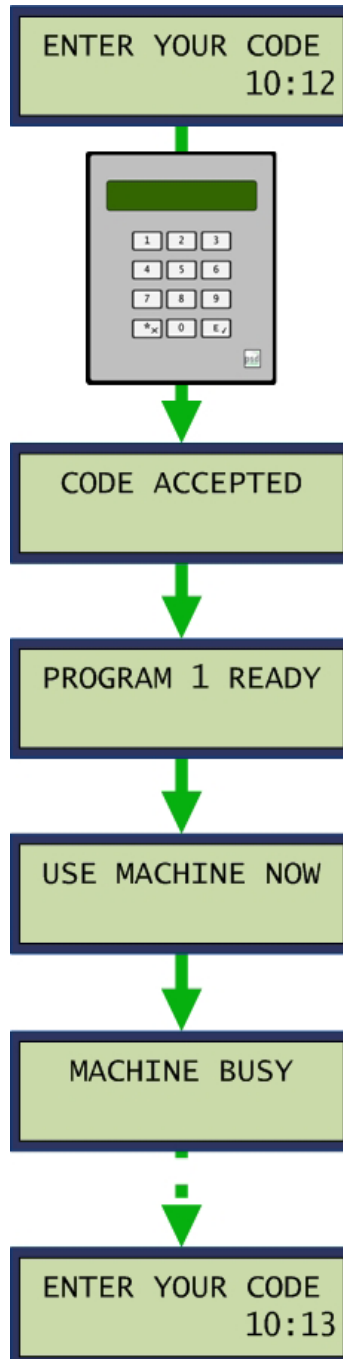 ENTER YOUR CODE
10:12
1 2 3
4 5 6
7 8 9
*× 0 E✓
psd
CODE ACCEPTED
PROGRAM 1 READY
USE MACHINE NOW
MACHINE BUSY
ENTER YOUR CODE
10:13